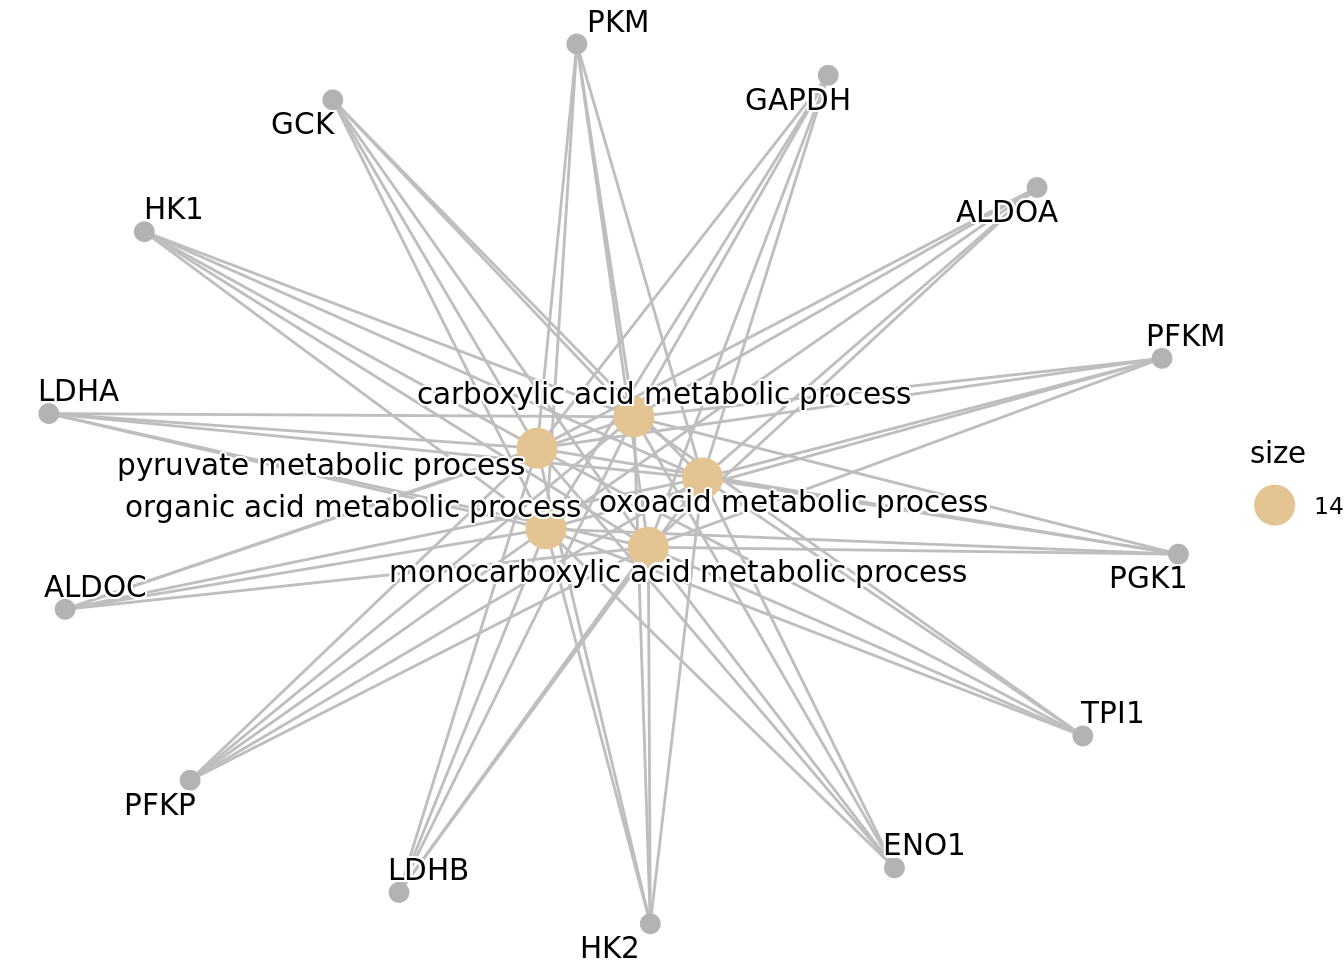 PKM
GAPDH
GCK
HK1
ALDOA
PFKM
LDHA
carboxylic acid metabolic process
size
pyruvate metabolic process
organic acid metabolic process
oxoacid metabolic process
14
monocarboxylic acid metabolic process
PGK1
ALDOC
TPI1
PFKP
ENO1
LDHB
HK2